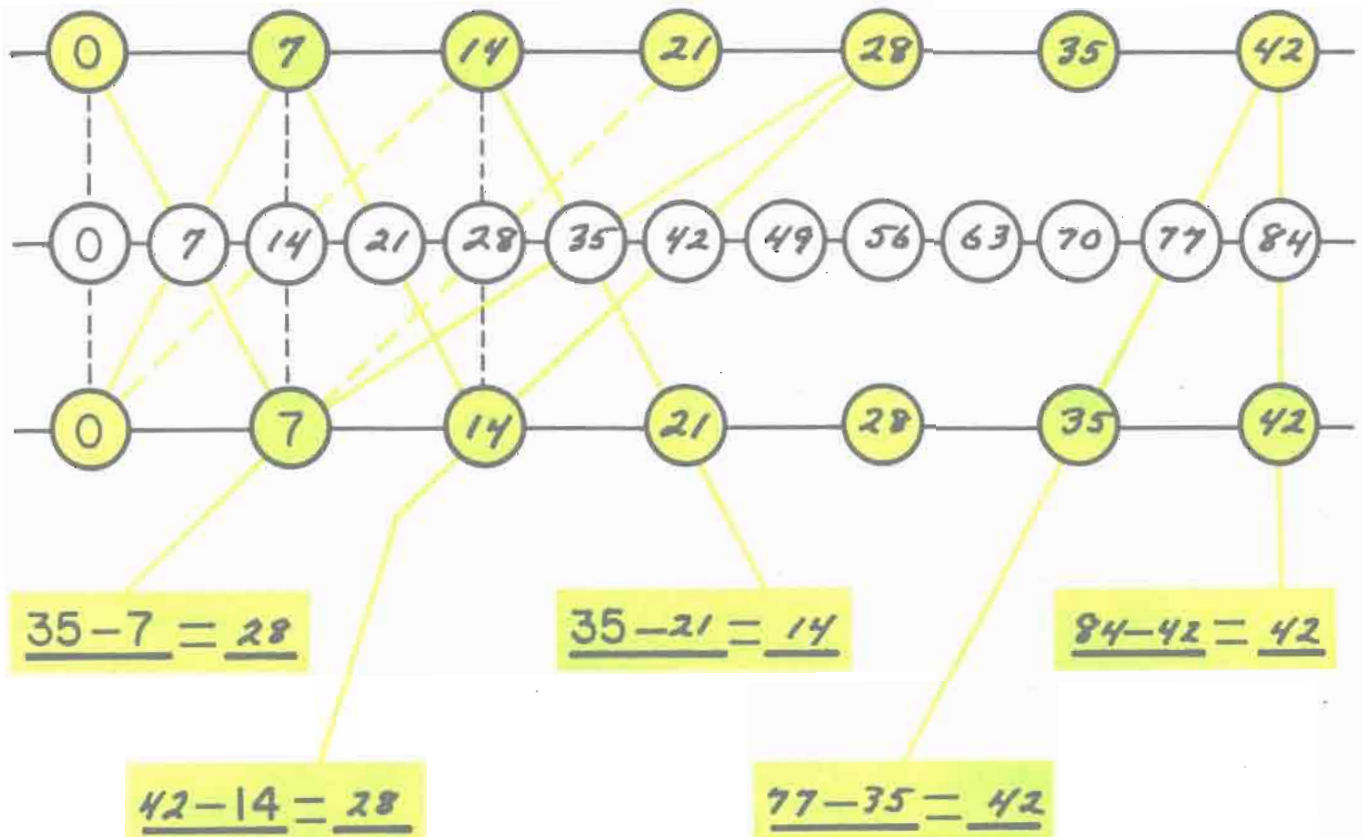 0 7 14 21 28 35 42
0 7 14 21 28 35 42 49 56 63 70 77 84
0 7 14 21 28 35 42
35-7 = 28
35-21 = 14
84-42 = 42
42-14 = 28
77-35 = 42